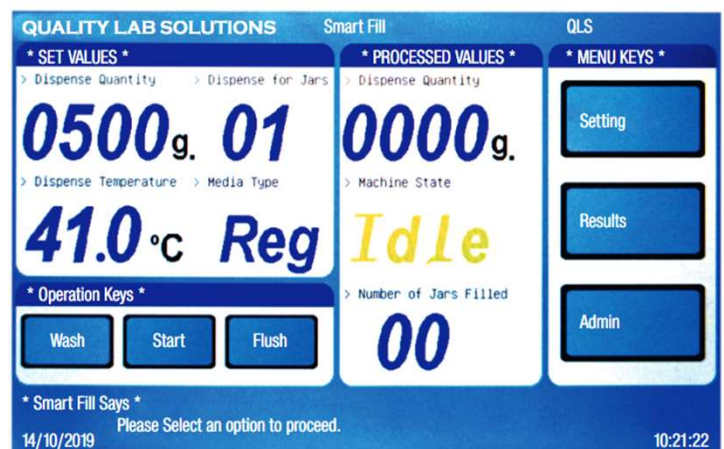 QUALITY LAB SOLUTIONS Smart Fill QLS
* SET VALUES *
> Dispense Quantity > Dispense for Jars
0500g. 01
> Dispense Temperature > Media Type
41.0 °C Reg
* Operation Keys *
Wash Start Flush
* PROCESSED VALUES *
> Dispense Quantity
0000g.
> Machine State
Idle
> Number of Jars Filled
00
* MENU KEYS *
Setting
Results
Admin
* Smart Fill Says *
Please Select an option to proceed.
14/10/2019 10:21:22